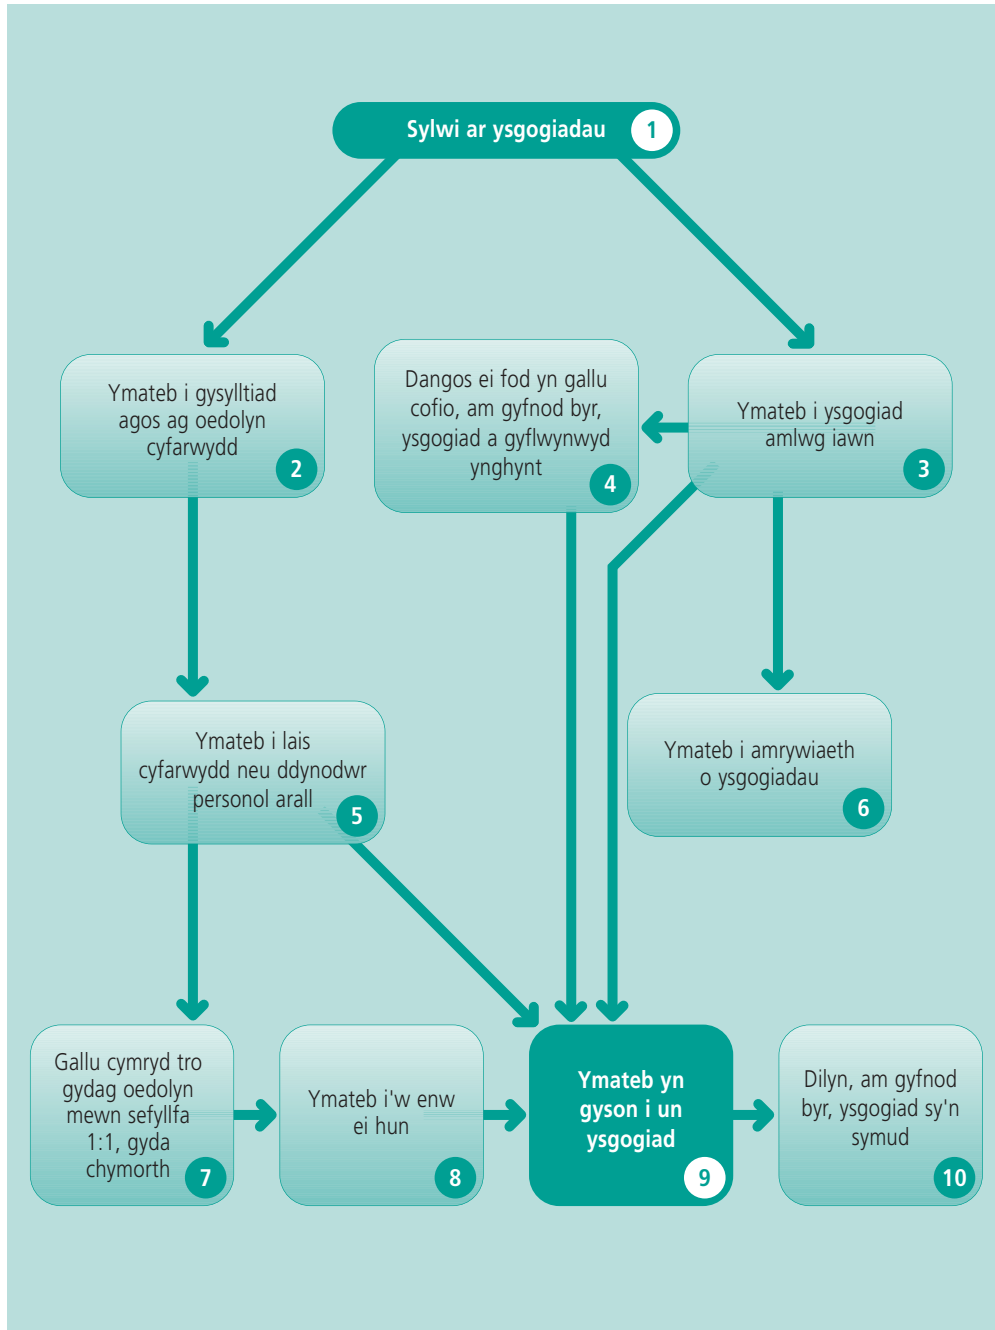 Sylwi ar ysgogiadau 1
Ymateb i gysylltiad
agos ag oedolyn
cyfarwydd
2
Dangos ei fod yn gallu
cofio, am gyfnod byr,
ysgogiad a gyflwynwyd
ynghynt
4
Ymateb i ysgogiad
amlwg iawn
3
Ymateb i lais
cyfarwydd neu ddynodwr
personol arall
5
Ymateb i amrywiaeth
o ysgogiadau
6
Gallu cymryd tro
gydag oedolyn
mewn sefyllfa
1:1, gyda
chymorth
7
Ymateb i'w enw
ei hun
8
Ymateb yn
gyson i un
ysgogiad
9
Dilyn, am gyfnod
byr, ysgogiad sy'n
symud
10